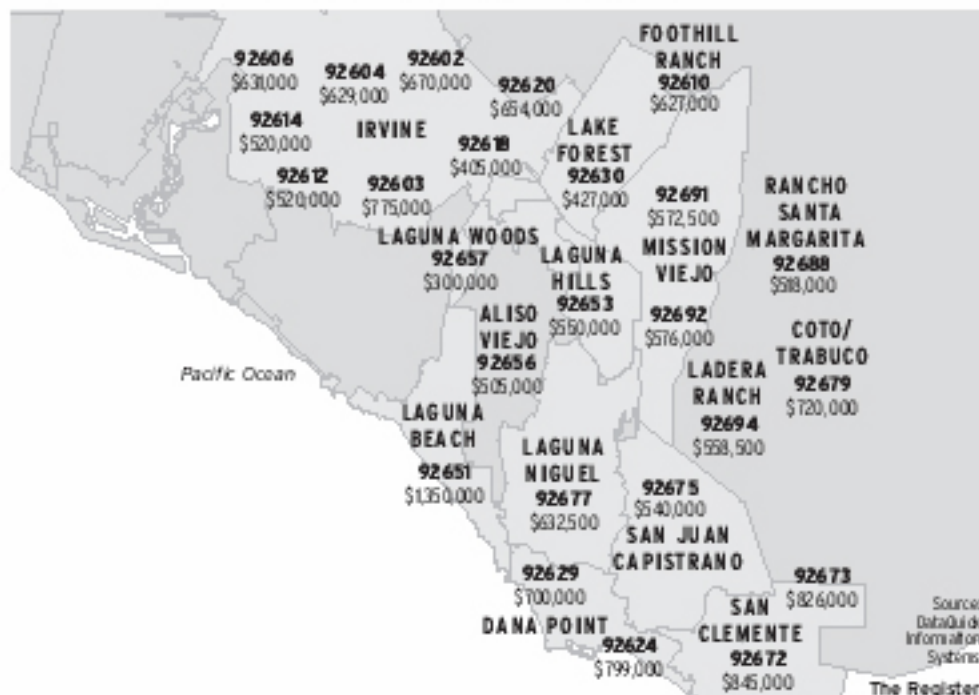 FOOTHILL
RANCH
92610
$627,000
92606
$631,000
92604
$629,000
92602
$670,000
92620
$654,000
92614
$520,000
IRVINE
92618
$405,000
LAKE
FOREST
92630
$427,000
92612
$520,000
92603
$775,000
92691
$572,500
MISSION
VIEJO
92692
$576,000
RANCHO
SANTA
MARGARITA
92688
$518,000
LAGUNA WOODS
92657
$300,000
LAGUNA
HILLS
92653
$550,000
ALISO
VIEJO
92656
$505,000
COTO/
TRABUCO
92679
$720,000
LADERA
RANCH
92694
$558,500
Pacific Ocean
LAGUNA
BEACH
92651
$1,350,000
LAGUNA
NIGUEL
92677
$632,500
92675
$540,000
SAN JUAN
CAPISTRANO
92629
$700,000
DANA POINT
92624
$799,000
92673
$826,000
SAN
CLEMENTE
92672
$845,000
Source:
DataQuick
Information
Systems
The Register